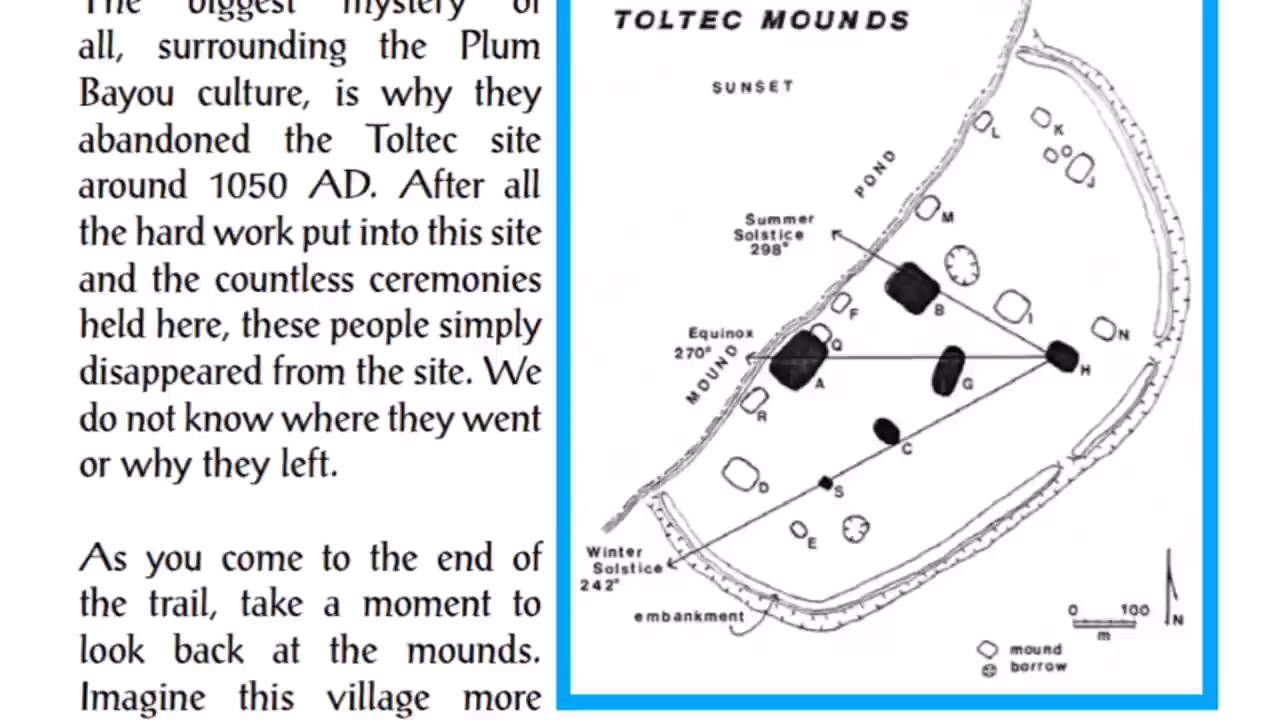 The biggest mystery of
all, surrounding the Plum
Bayou culture, is why they
abandoned the Toltec site
around 1050 AD. After all
the hard work put into this site
and the countless ceremonies
held here, these people simply
disappeared from the site. We
do not know where they went
or why they left.
As you come to the end of
the trail, take a moment to
look back at the mounds.
Imagine this village more
TOLTEC MOUNDS
SUNSET
L
K
J
POND
M
Summer
Solstice
298°
B
I
F
N
Equinox
270°
Q
MOUND
A
G
H
R
C
D
S
E
Winter
Solstice
242°
embankment
0 100
m
N
mound
borrow